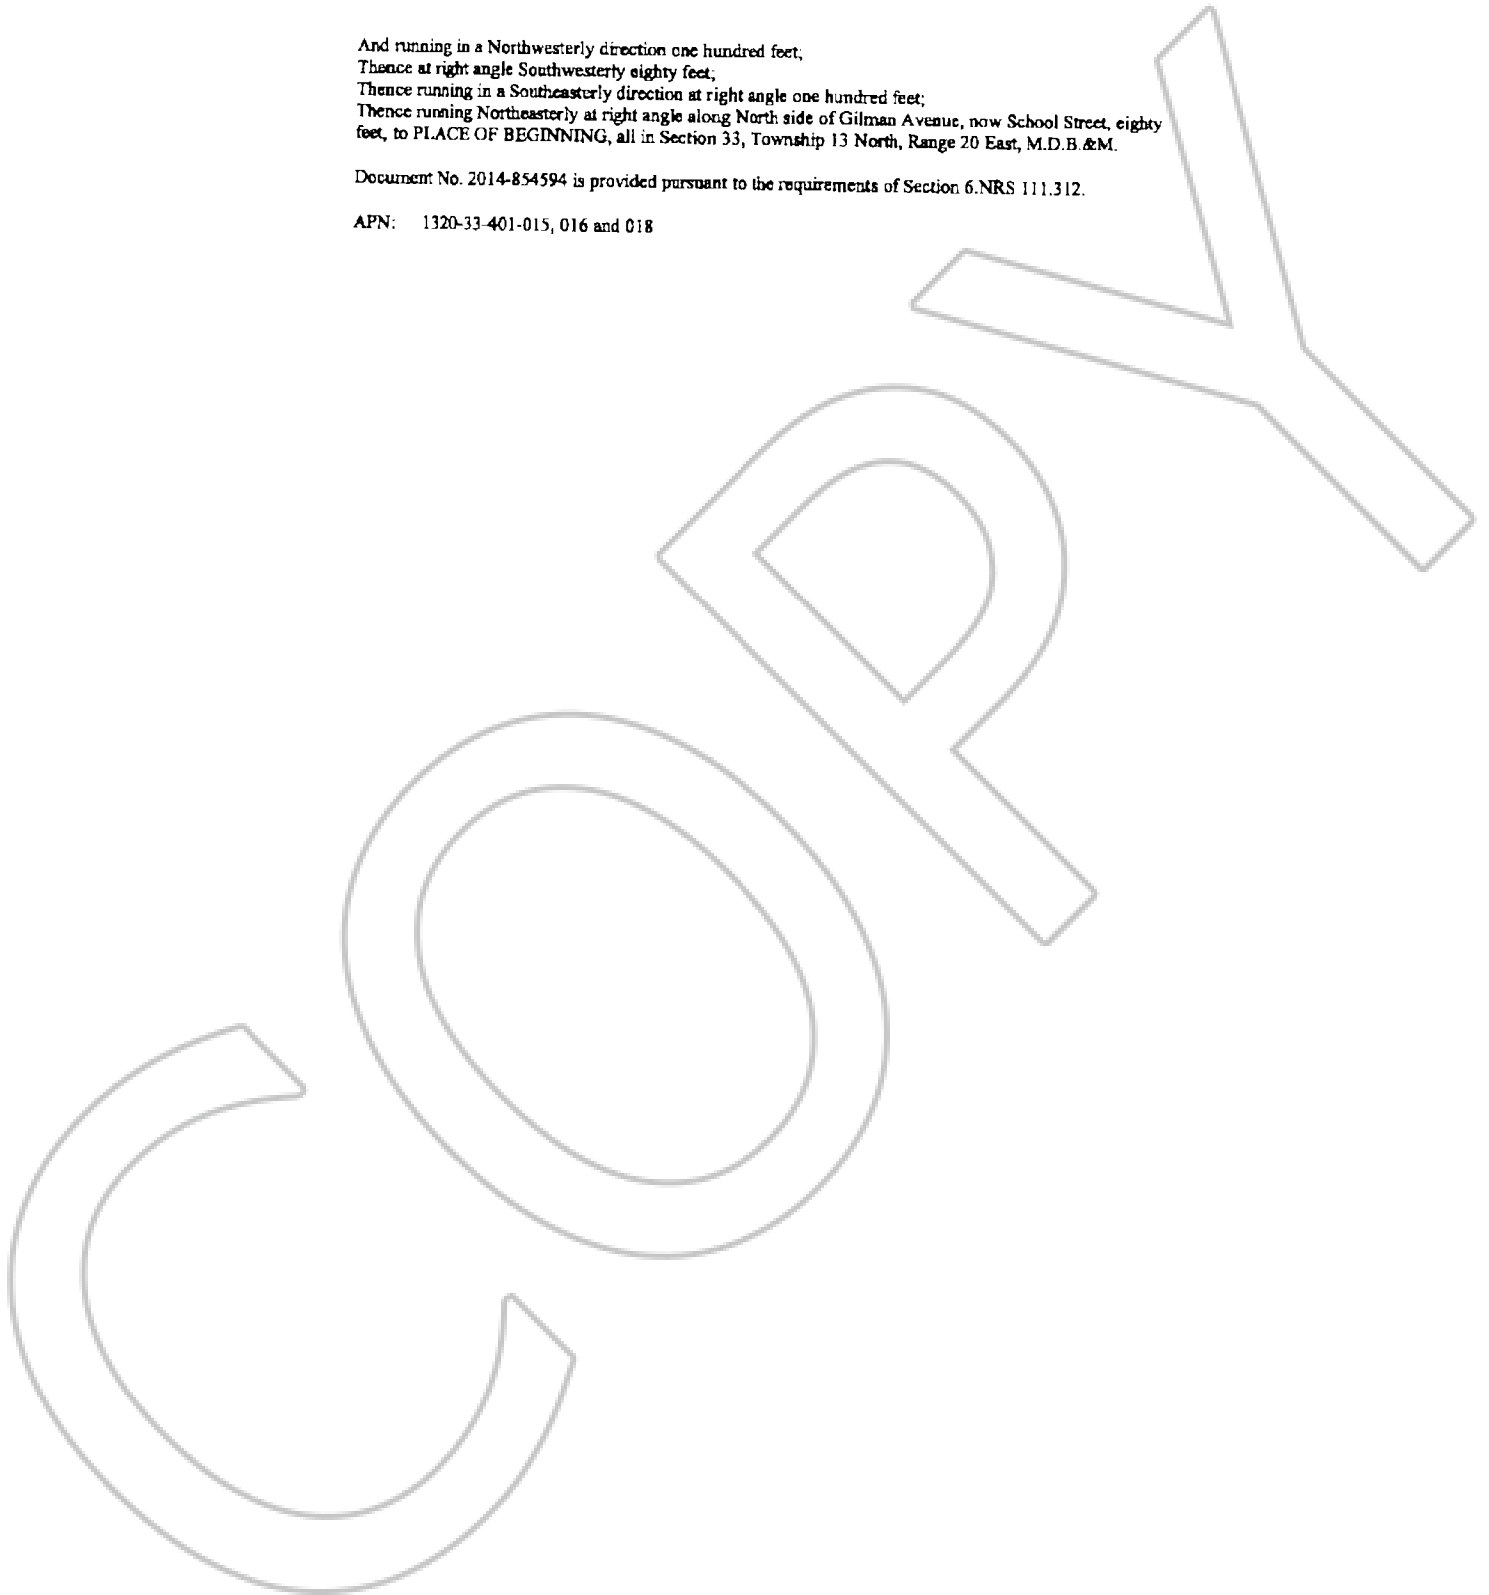 And running in a Northwesterly direction one hundred feet;
Thence at right angle Southwesterly eighty feet;
Thence running in a Southeasterly direction at right angle one hundred feet;
Thence running Northeasterly at right angle along North side of Gilman Avenue, now School Street, eighty
feet, to PLACE OF BEGINNING, all in Section 33, Township 13 North, Range 20 East, M.D.B.&M.
Document No. 2014-854594 is provided pursuant to the requirements of Section 6.NRS 111.312.
APN: 1320-33-401-015, 016 and 018
COPY